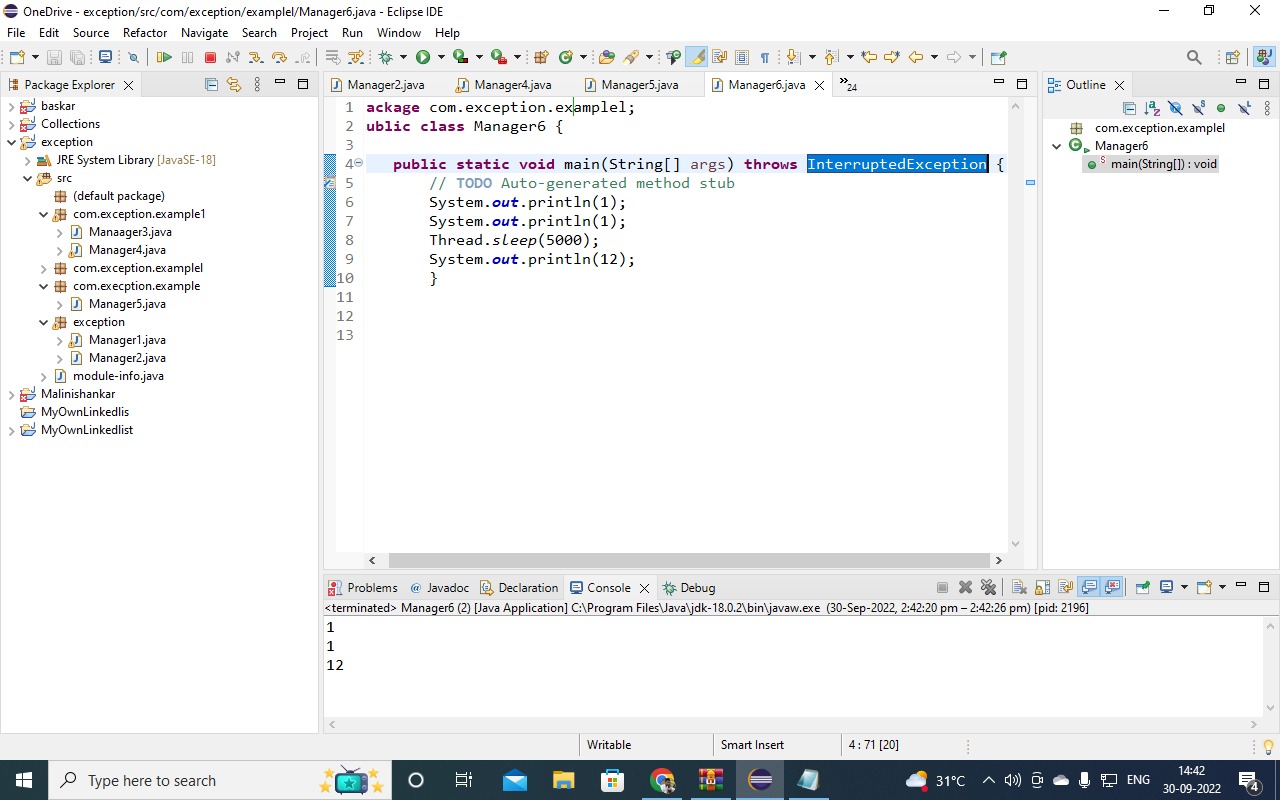 OneDrive - exception/src/com/exception/examplel/Manager6.java - Eclipse IDE
File Edit Source Refactor Navigate Search Project Run Window Help
Package Explorer
baskar
Collections
exception
JRE System Library [JavaSE-18]
src
(default package)
com.exception.example1
Manaager3.java
Manager4.java
com.exception.examplel
com.execption.example
Manager5.java
exception
Manager1.java
Manager2.java
module-info.java
Malinishankar
MyOwnLinkedlis
MyOwnLinkedlist
Manager2.java Manager4.java Manager5.java Manager6.java »24
1 ackage com.exception.examplel;
2 ublic class Manager6 {
3
4 public static void main(String[] args) throws InterruptedException {
5 // TODO Auto-generated method stub
6 System.out.println(1);
7 System.out.println(1);
8 Thread.sleep(5000);
9 System.out.println(12);
10 }
11
12
13
Outline
com.exception.examplel
Manager6
main(String[]) : void
Problems @ Javadoc Declaration Console Debug
<terminated> Manager6 (2) [Java Application] C:\Program Files\Java\jdk-18.0.2\bin\javaw.exe (30-Sep-2022, 2:42:20 pm – 2:42:26 pm) [pid: 2196]
1
1
12
Writable Smart Insert 4 : 71 [20]
Type here to search
31°C ENG 14:42
30-09-2022
4